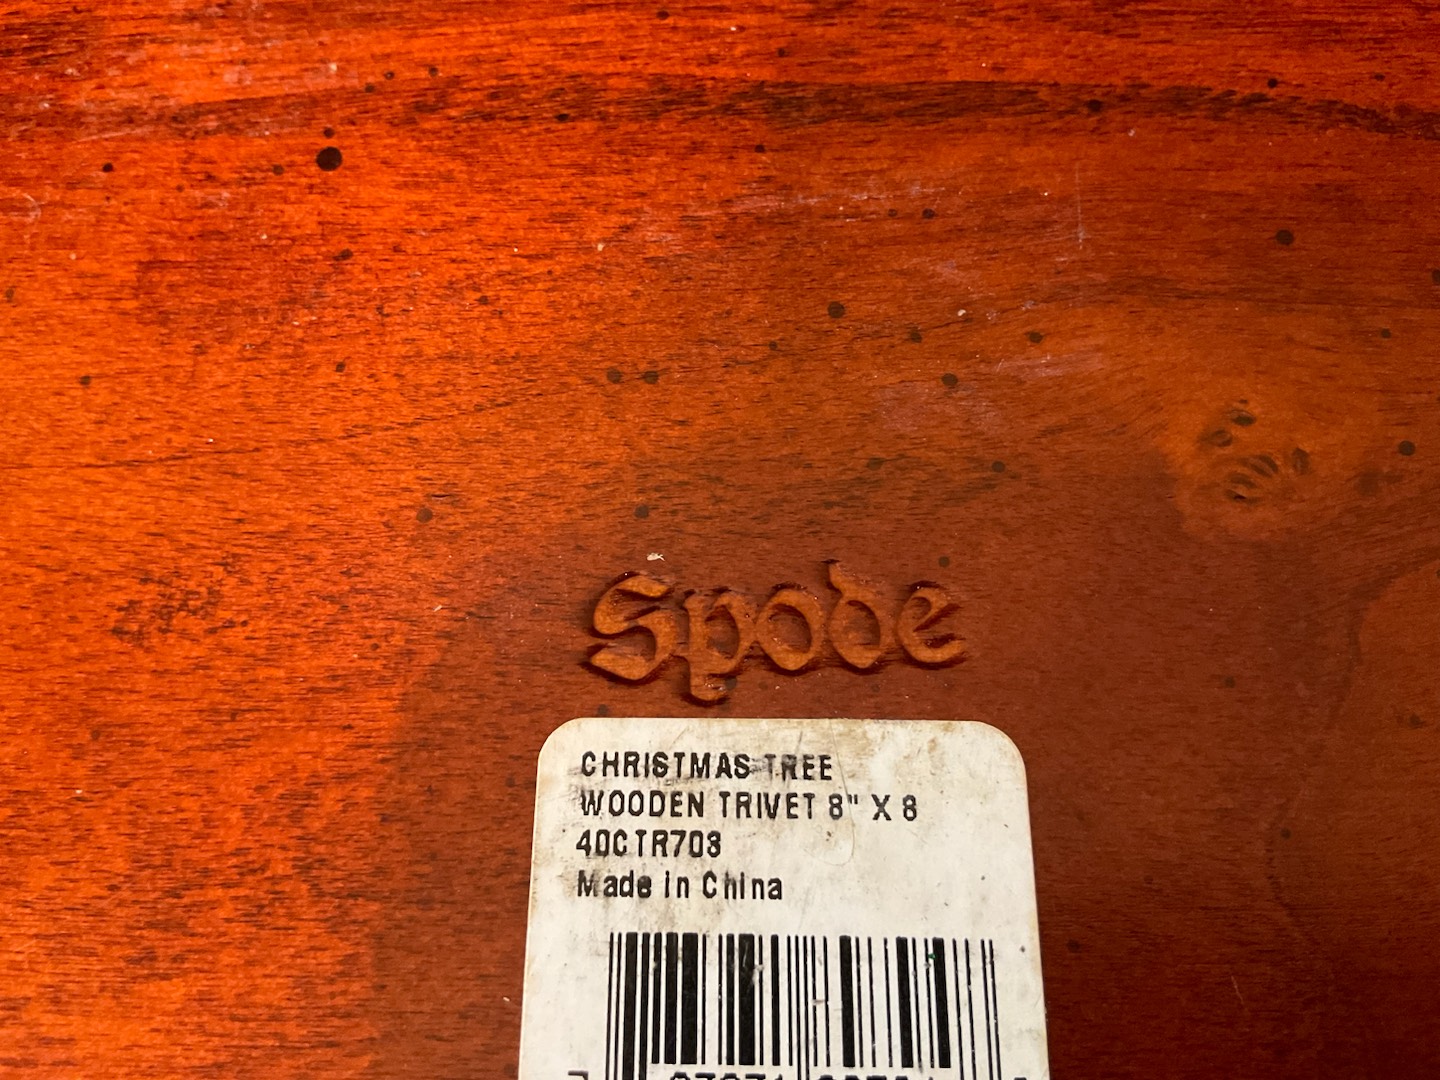 Spode
CHRISTMAS TREE
WOODEN TRIVET 8" X 8
40CTR703
Made in China